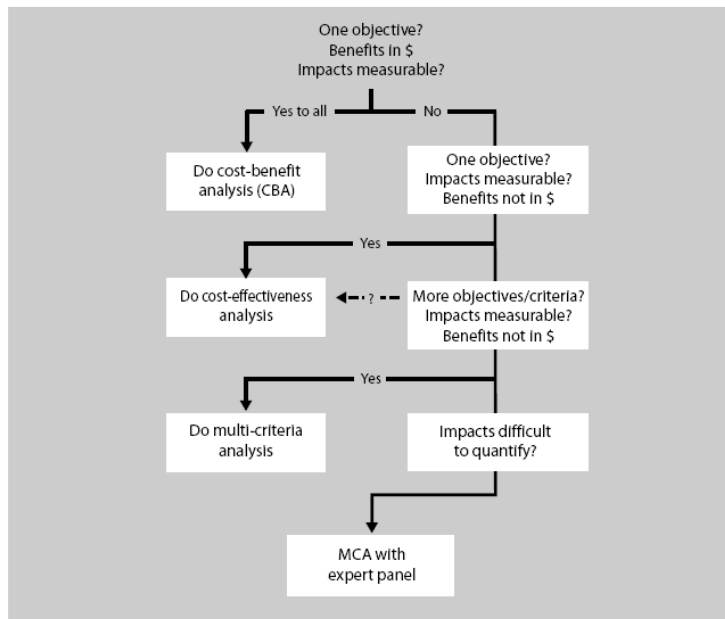 One objective?
Benefits in $
Impacts measurable?
Yes to all
No
Do cost-benefit
analysis (CBA)
One objective?
Impacts measurable?
Benefits not in $
Yes
Do cost-effectiveness
analysis
?
More objectives/criteria?
Impacts measurable?
Benefits not in $
Yes
Do multi-criteria
analysis
Impacts difficult
to quantify?
MCA with
expert panel